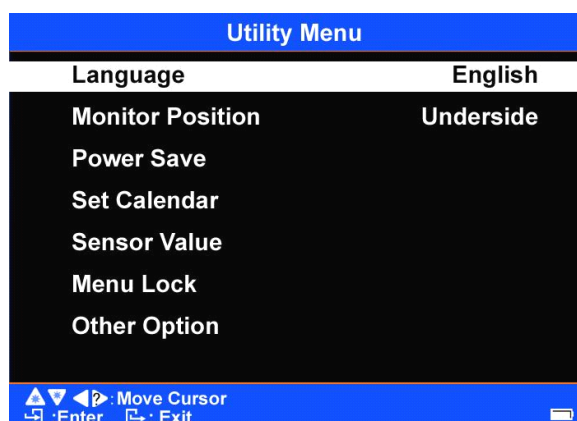 Utility Menu
Language English
Monitor Position Underside
Power Save
Set Calendar
Sensor Value
Menu Lock
Other Option
?: Move Cursor
:Enter : Exit